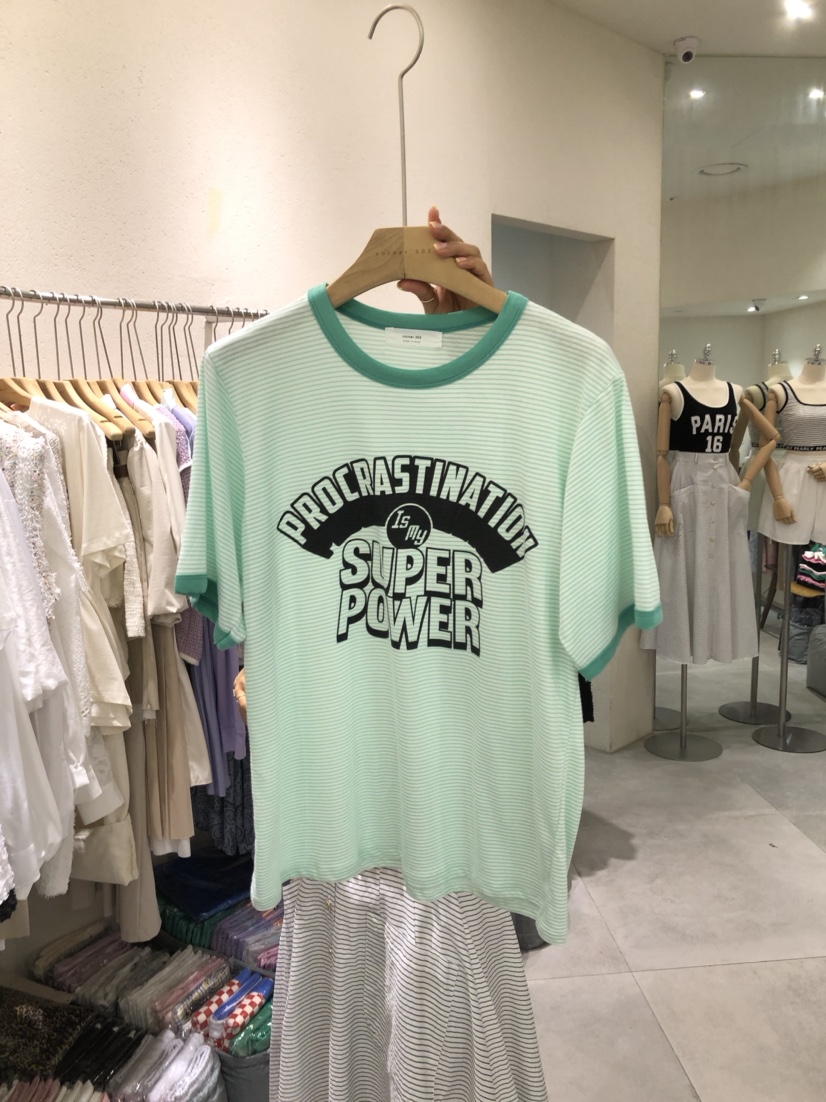 PROCRASTINATION
Is
My
SUPER
POWER
PARIS
16